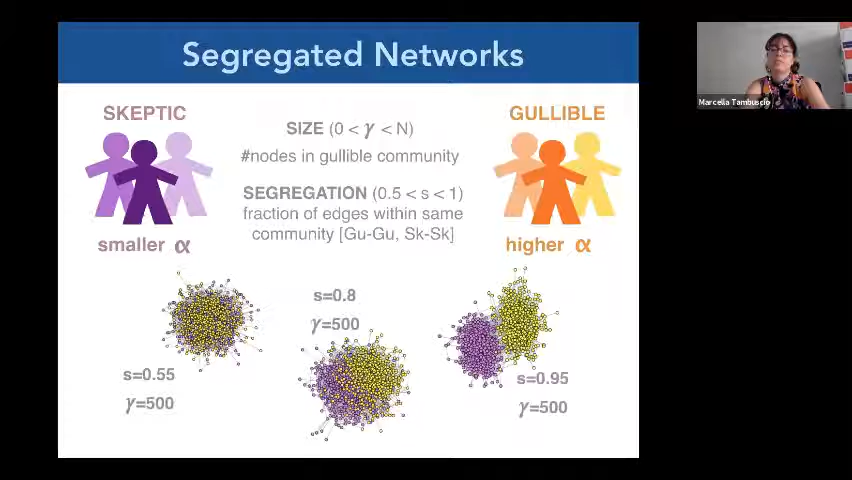 Segregated Networks
SKEPTIC
smaller α
SIZE (0 < γ < N)
#nodes in gullible community
SEGREGATION (0.5 < s < 1)
fraction of edges within same
community [Gu-Gu, Sk-Sk]
GULLIBLE
higher α
s=0.55
γ=500
s=0.8
γ=500
s=0.95
γ=500
Marcella Tambuscio